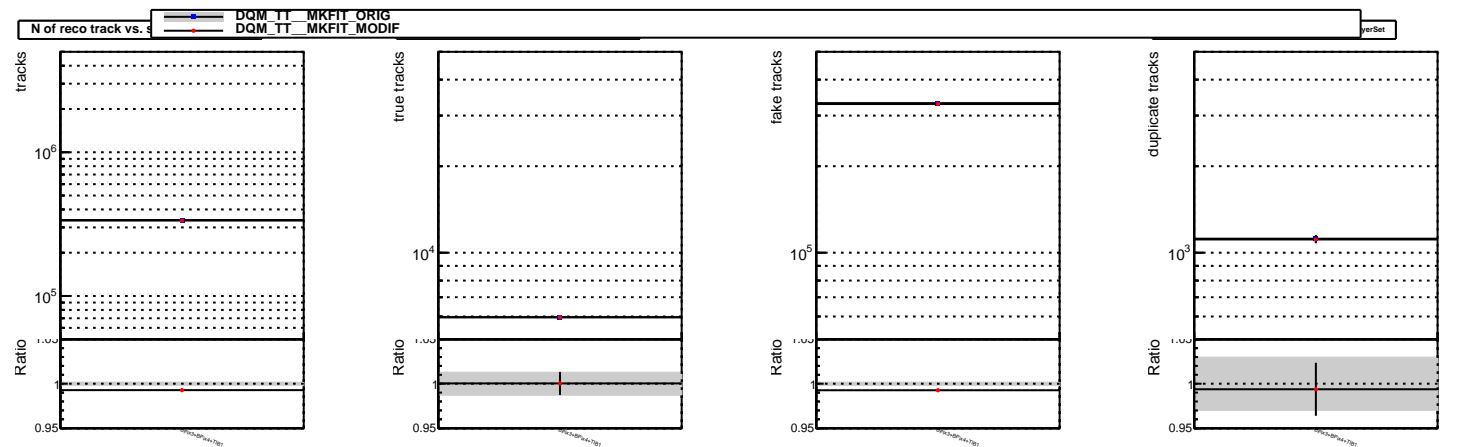 DQM_TT__MKFIT_ORIG
DQM_TT__MKFIT_MODIF
N of reco track vs. s
yerSet
tracks
10^6
10^5
Ratio
1
0.95
true tracks
10^4
Ratio
1
0.95
fake tracks
10^5
Ratio
1
0.95
duplicate tracks
10^3
Ratio
1
0.95